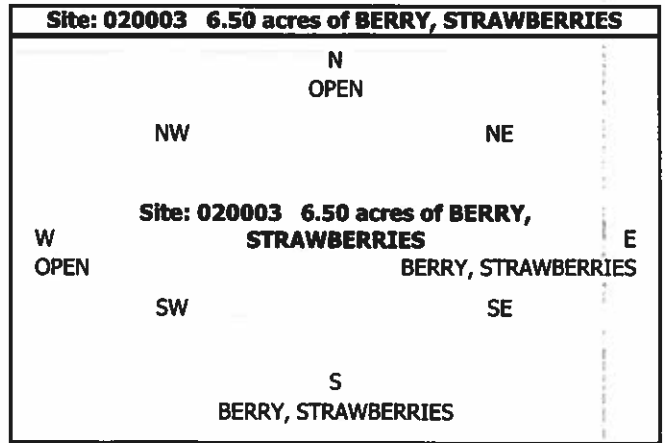 Site: 020003 6.50 acres of BERRY, STRAWBERRIES
N
OPEN
NW NE
Site: 020003 6.50 acres of BERRY,
W STRAWBERRIES E
OPEN BERRY, STRAWBERRIES
SW SE
S
BERRY, STRAWBERRIES